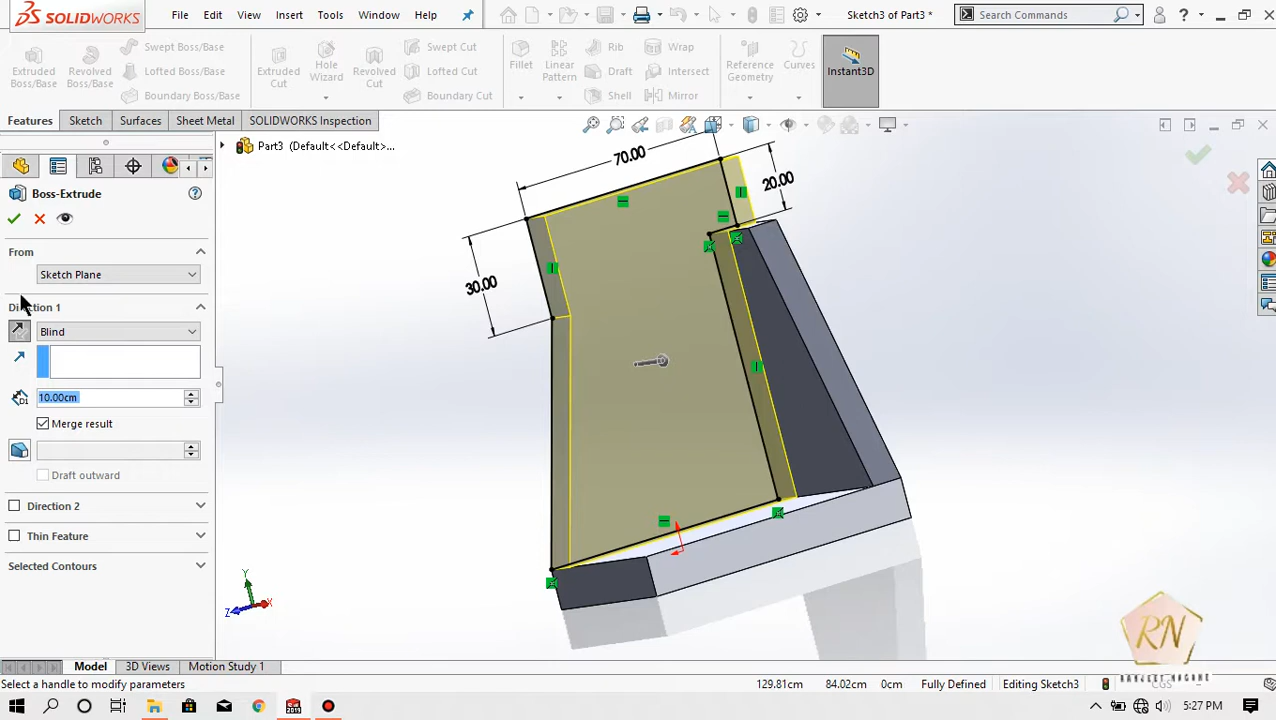 SOLIDWORKS File Edit View Insert Tools Window Help Sketch3 of Part3 * Search Commands ?
Extruded Boss/Base
Revolved Boss/Base
Swept Boss/Base
Lofted Boss/Base
Boundary Boss/Base
Extruded Cut
Hole Wizard
Revolved Cut
Swept Cut
Lofted Cut
Boundary Cut
Fillet
Linear Pattern
Rib
Draft
Shell
Wrap
Intersect
Mirror
Reference Geometry
Curves
Instant3D
Features Sketch Surfaces Sheet Metal SOLIDWORKS Inspection
Part3 (Default<<Default>...
Boss-Extrude
From
Sketch Plane
Direction 1
Blind
10.00cm
Merge result
Draft outward
Direction 2
Thin Feature
Selected Contours
70.00
20.00
30.00
Y
Z
X
RN
Model 3D Views Motion Study 1
Select a handle to modify parameters 129.81cm 84.02cm 0cm Fully Defined Editing Sketch3 CGS
5:27 PM